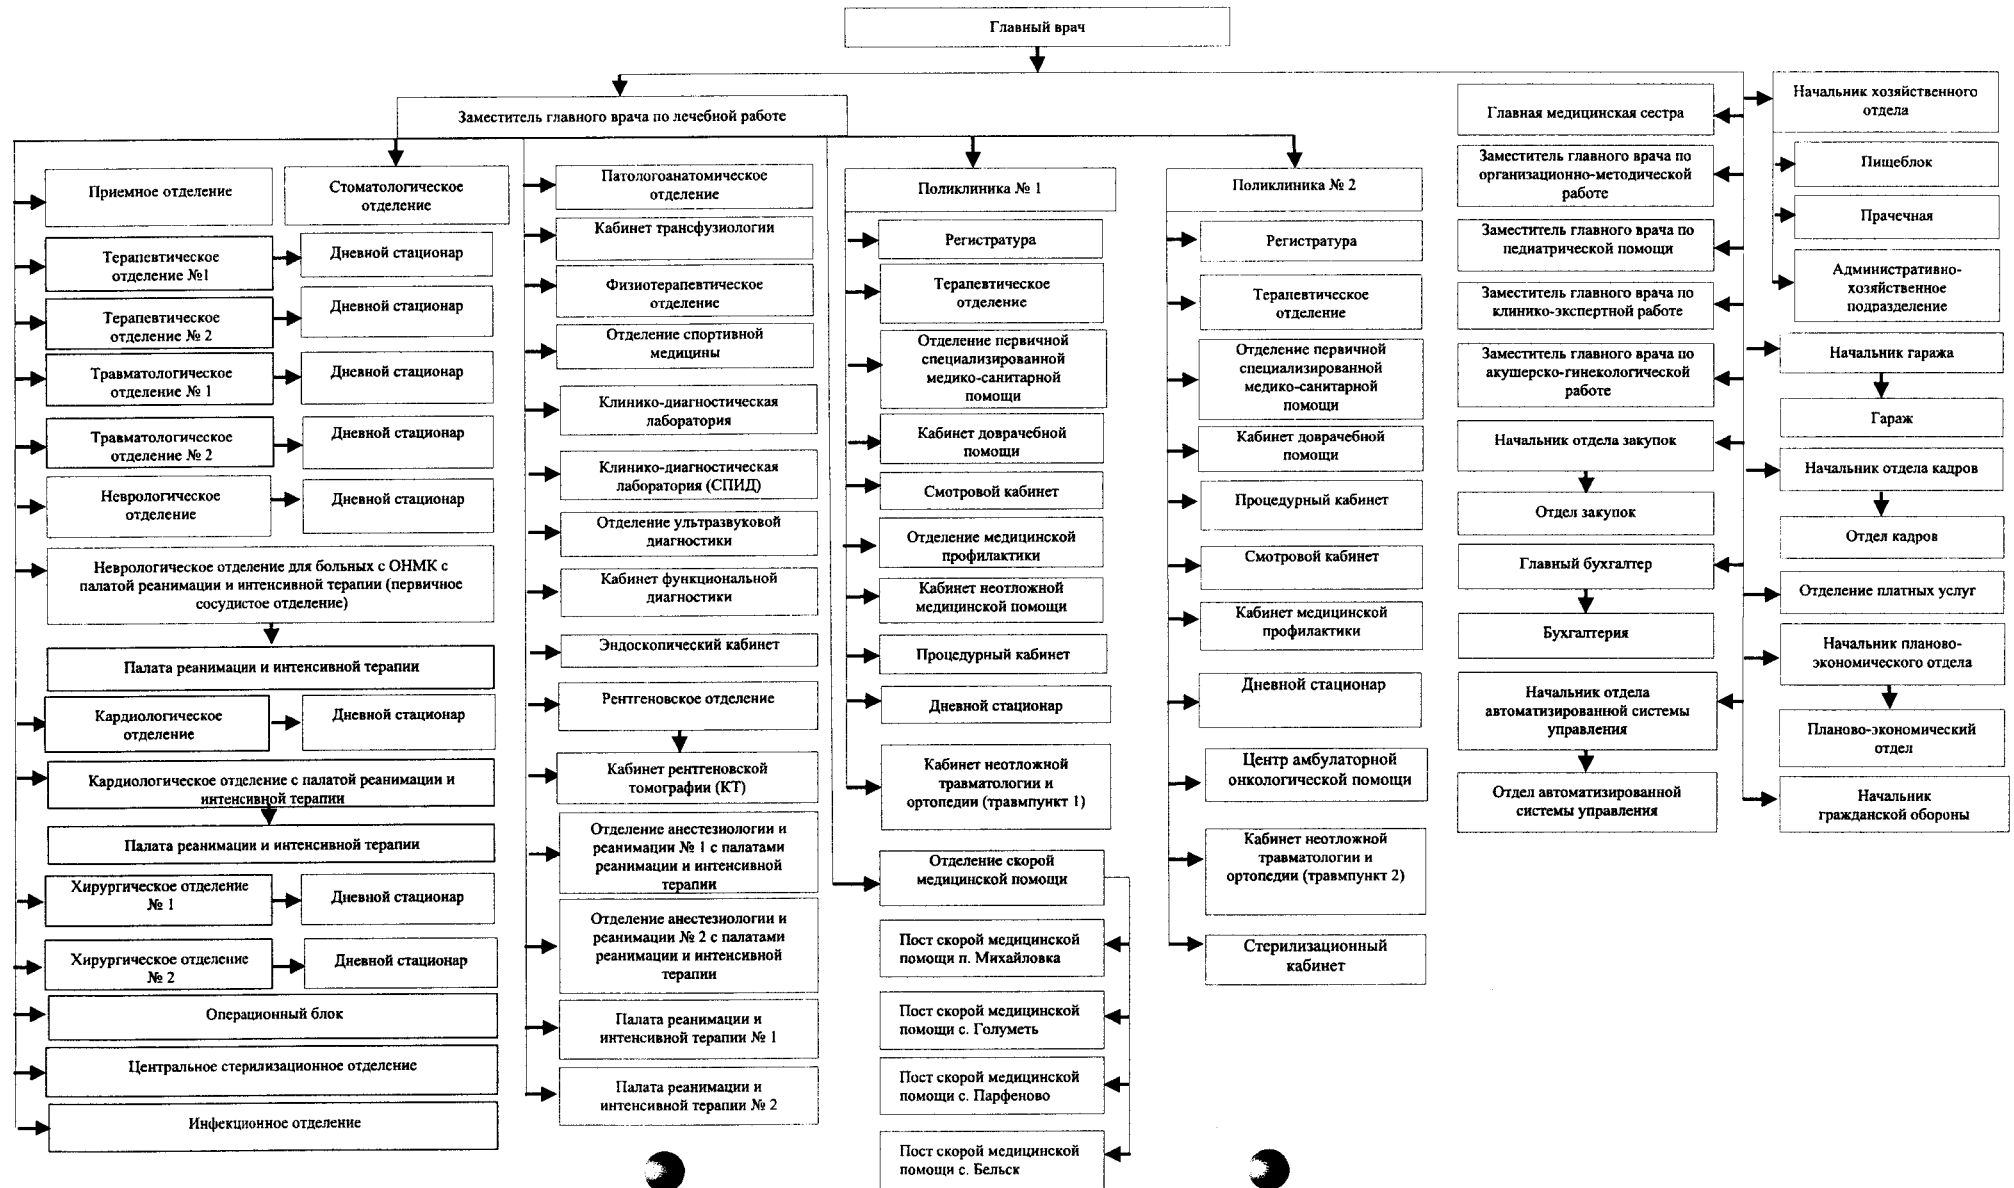 Главный врач
Заместитель главного врача по лечебной работе
Приемное отделение
Стоматологическое
отделение
Терапевтическое
отделение №1
Дневной стационар
Терапевтическое
отделение № 2
Дневной стационар
Травматологическое
отделение № 1
Дневной стационар
Травматологическое
отделение № 2
Дневной стационар
Неврологическое
отделение
Дневной стационар
Неврологическое отделение для больных с ОНМК с
палатой реанимации и интенсивной терапии (первичное
сосудистое отделение)
Палата реанимации и интенсивной терапии
Кардиологическое
отделение
Дневной стационар
Кардиологическое отделение с палатой реанимации и
интенсивной терапии
Палата реанимации и интенсивной терапии
Хирургическое отделение
№ 1
Дневной стационар
Хирургическое отделение
№ 2
Дневной стационар
Операционный блок
Центральное стерилизационное отделение
Инфекционное отделение
Патологоанатомическое
отделение
Кабинет трансфузиологии
Физиотерапевтическое
отделение
Отделение спортивной
медицины
Клинико-диагностическая
лаборатория
Клинико-диагностическая
лаборатория (СПИД)
Отделение ультразвуковой
диагностики
Кабинет функциональной
диагностики
Эндоскопический кабинет
Рентгеновское отделение
Кабинет рентгеновской
томографии (КТ)
Отделение анестезиологии и
реанимации № 1 с палатами
реанимации и интенсивной
терапии
Отделение анестезиологии и
реанимации № 2 с палатами
реанимации и интенсивной
терапии
Палата реанимации и
интенсивной терапии № 1
Палата реанимации и
интенсивной терапии № 2
Поликлиника № 1
Регистратура
Терапевтическое
отделение
Отделение первичной
специализированной
медико-санитарной
помощи
Кабинет доврачебной
помощи
Смотровой кабинет
Отделение медицинской
профилактики
Кабинет неотложной
медицинской помощи
Процедурный кабинет
Дневной стационар
Кабинет неотложной
травматологии и
ортопедии (травмпункт 1)
Отделение скорой
медицинской помощи
Пост скорой медицинской
помощи п. Михайловка
Пост скорой медицинской
помощи с. Голуметь
Пост скорой медицинской
помощи с. Парфеново
Пост скорой медицинской
помощи с. Бельск
Поликлиника № 2
Регистратура
Терапевтическое
отделение
Отделение первичной
специализированной
медико-санитарной
помощи
Кабинет доврачебной
помощи
Процедурный кабинет
Смотровой кабинет
Кабинет медицинской
профилактики
Дневной стационар
Центр амбулаторной
онкологической помощи
Кабинет неотложной
травматологии и
ортопедии (травмпункт 2)
Стерилизационный
кабинет
Главная медицинская сестра
Заместитель главного врача по
организационно-методической
работе
Заместитель главного врача по
педиатрической помощи
Заместитель главного врача по
клинико-экспертной работе
Заместитель главного врача по
акушерско-гинекологической
работе
Начальник отдела закупок
Отдел закупок
Главный бухгалтер
Бухгалтерия
Начальник отдела
автоматизированной системы
управления
Отдел автоматизированной
системы управления
Начальник хозяйственного
отдела
Пищеблок
Прачечная
Административно-
хозяйственное
подразделение
Начальник гаража
Гараж
Начальник отдела кадров
Отдел кадров
Отделение платных услуг
Начальник планово-
экономического отдела
Планово-экономический
отдел
Начальник
гражданской обороны